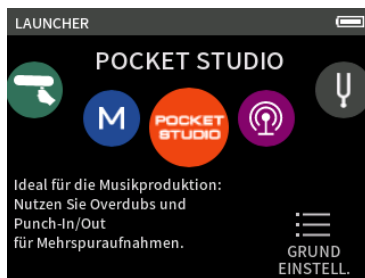 LAUNCHER
POCKET STUDIO
M
POCKET
STUDIO
Ideal für die Musikproduktion:
Nutzen Sie Overdubs und
Punch-In/Out
für Mehrspuraufnahmen.
GRUND
EINSTELL.